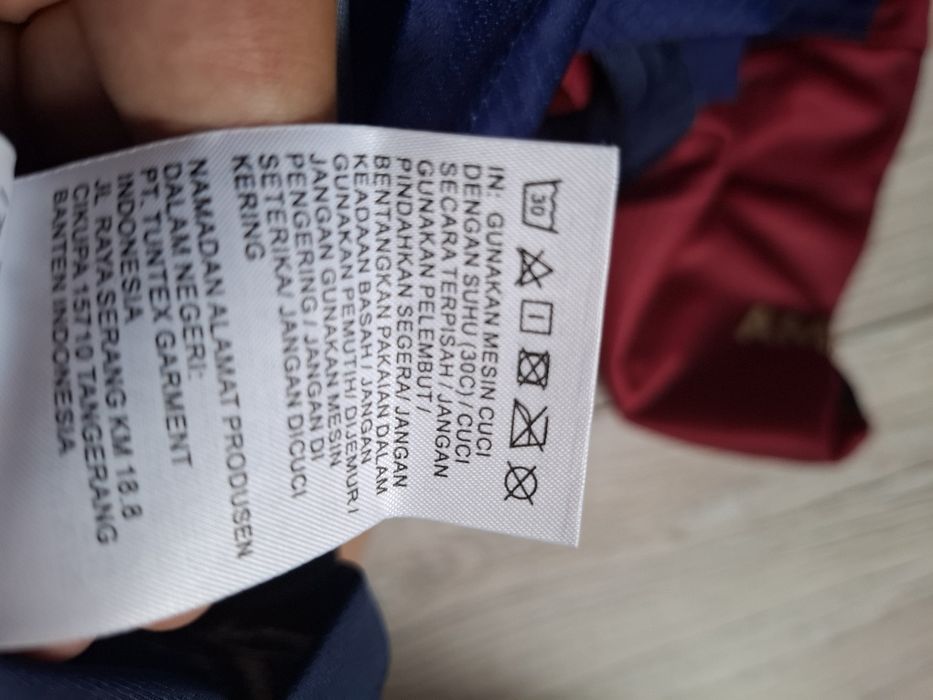 30
IN: GUNAKAN MESIN CUCI
DENGAN SUHU (30C) / CUCI
SECARA TERPISAH / JANGAN
GUNAKAN PELEMBUT /
PINDAHKAN SEGERA/ JANGAN
BENTANGKAN PAKAIAN DALAM
KEADAAN BASAH / JANGAN
GUNAKAN PEMUTIH/ DIJEMUR /
JANGAN GUNAKAN MESIN
PENGERING / JANGAN DI
SETERIKA/ JANGAN DICUCI
KERING
NAMADAN ALAMAT PRODUSEN
DALAM NEGERI:
PT. TUNTEX GARMENT
INDONESIA
JL. RAYA SERANG KM 18.8
CIKUPA 15710 TANGERANG
BANTEN INDONESIA